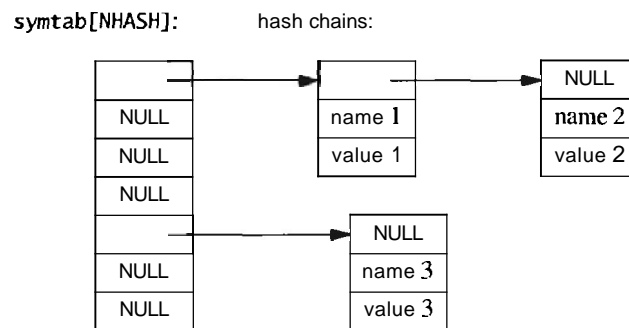 symtab[NHASH]: hash chains:
NULL
NULL name 1 name 2
NULL value 1 value 2
NULL
NULL
NULL name 3
NULL value 3